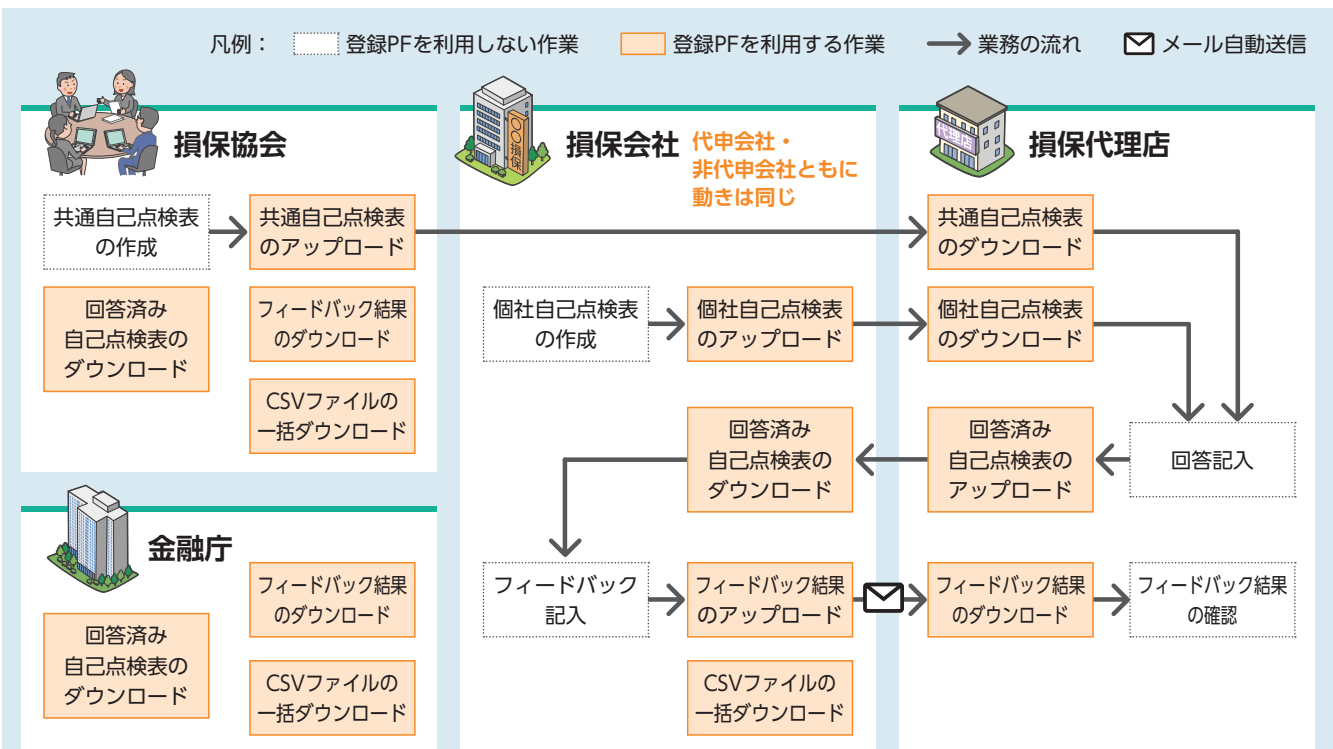 凡例：
登録PFを利用しない作業
登録PFを利用する作業
業務の流れ
メール自動送信
損保協会
共通自己点検表
の作成
共通自己点検表
のアップロード
回答済み
自己点検表の
ダウンロード
フィードバック結果
のダウンロード
CSVファイルの
一括ダウンロード
金融庁
フィードバック結果
のダウンロード
回答済み
自己点検表の
ダウンロード
CSVファイルの
一括ダウンロード
〇〇損保
損保会社
代申会社・
非代申会社ともに
動きは同じ
個社自己点検表
の作成
個社自己点検表
のアップロード
回答済み
自己点検表の
ダウンロード
フィードバック
記入
フィードバック結果
のアップロード
CSVファイルの
一括ダウンロード
代理店
損保代理店
共通自己点検表
のダウンロード
個社自己点検表
のダウンロード
回答済み
自己点検表の
アップロード
回答記入
フィードバック結果
のダウンロード
フィードバック結果
の確認